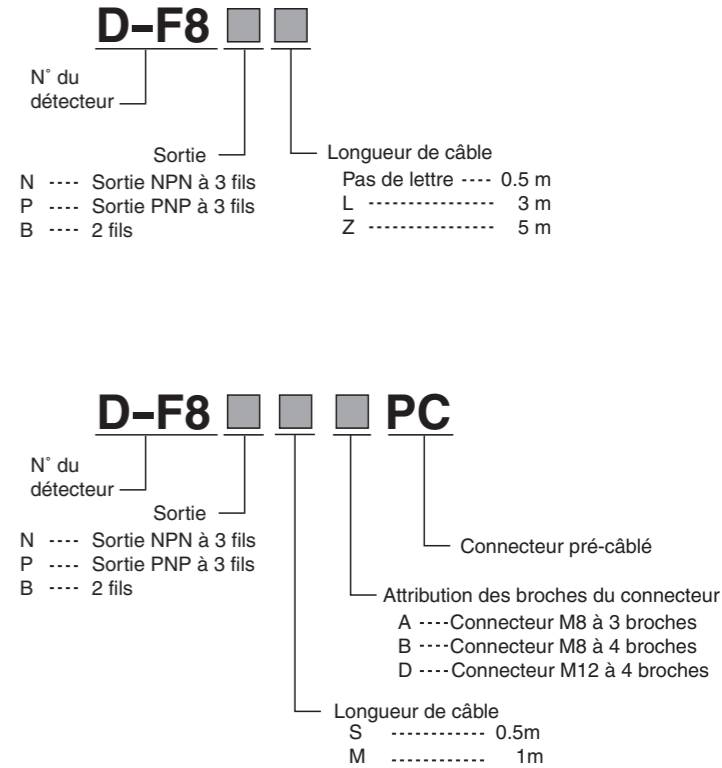 D-F8
N° du
détecteur
Sortie
N ---- Sortie NPN à 3 fils
P ---- Sortie PNP à 3 fils
B ---- 2 fils
Longueur de câble
Pas de lettre ---- 0.5 m
L --------------- 3 m
Z --------------- 5 m
D-F8 PC
N° du
détecteur
Sortie
N ---- Sortie NPN à 3 fils
P ---- Sortie PNP à 3 fils
B ---- 2 fils
Connecteur pré-câblé
Attribution des broches du connecteur
A ----Connecteur M8 à 3 broches
B ----Connecteur M8 à 4 broches
D ----Connecteur M12 à 4 broches
Longueur de câble
S ------------ 0.5m
M ------------ 1m